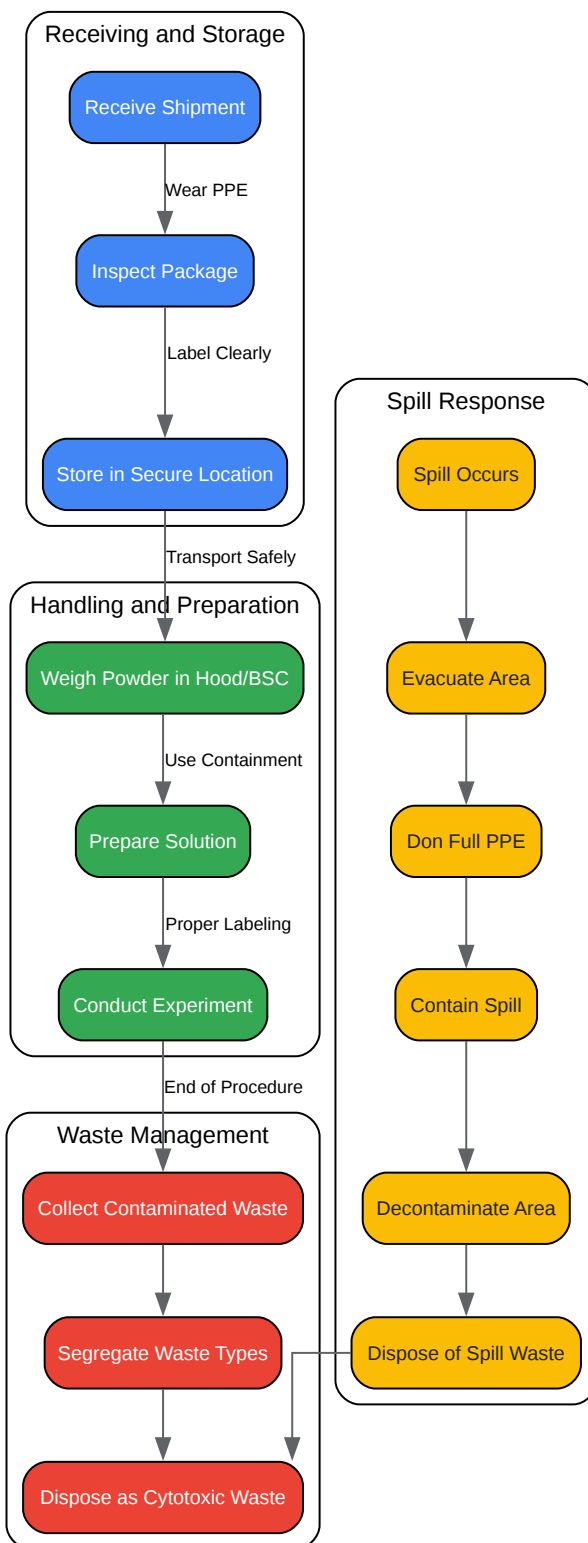 Receiving and Storage
Receive Shipment
Wear PPE
Inspect Package
Label Clearly
Store in Secure Location
Transport Safely
Handling and Preparation
Weigh Powder in Hood/BSC
Use Containment
Prepare Solution
Proper Labeling
Conduct Experiment
End of Procedure
Waste Management
Collect Contaminated Waste
Segregate Waste Types
Dispose as Cytotoxic Waste
Spill Response
Spill Occurs
Evacuate Area
Don Full PPE
Contain Spill
Decontaminate Area
Dispose of Spill Waste